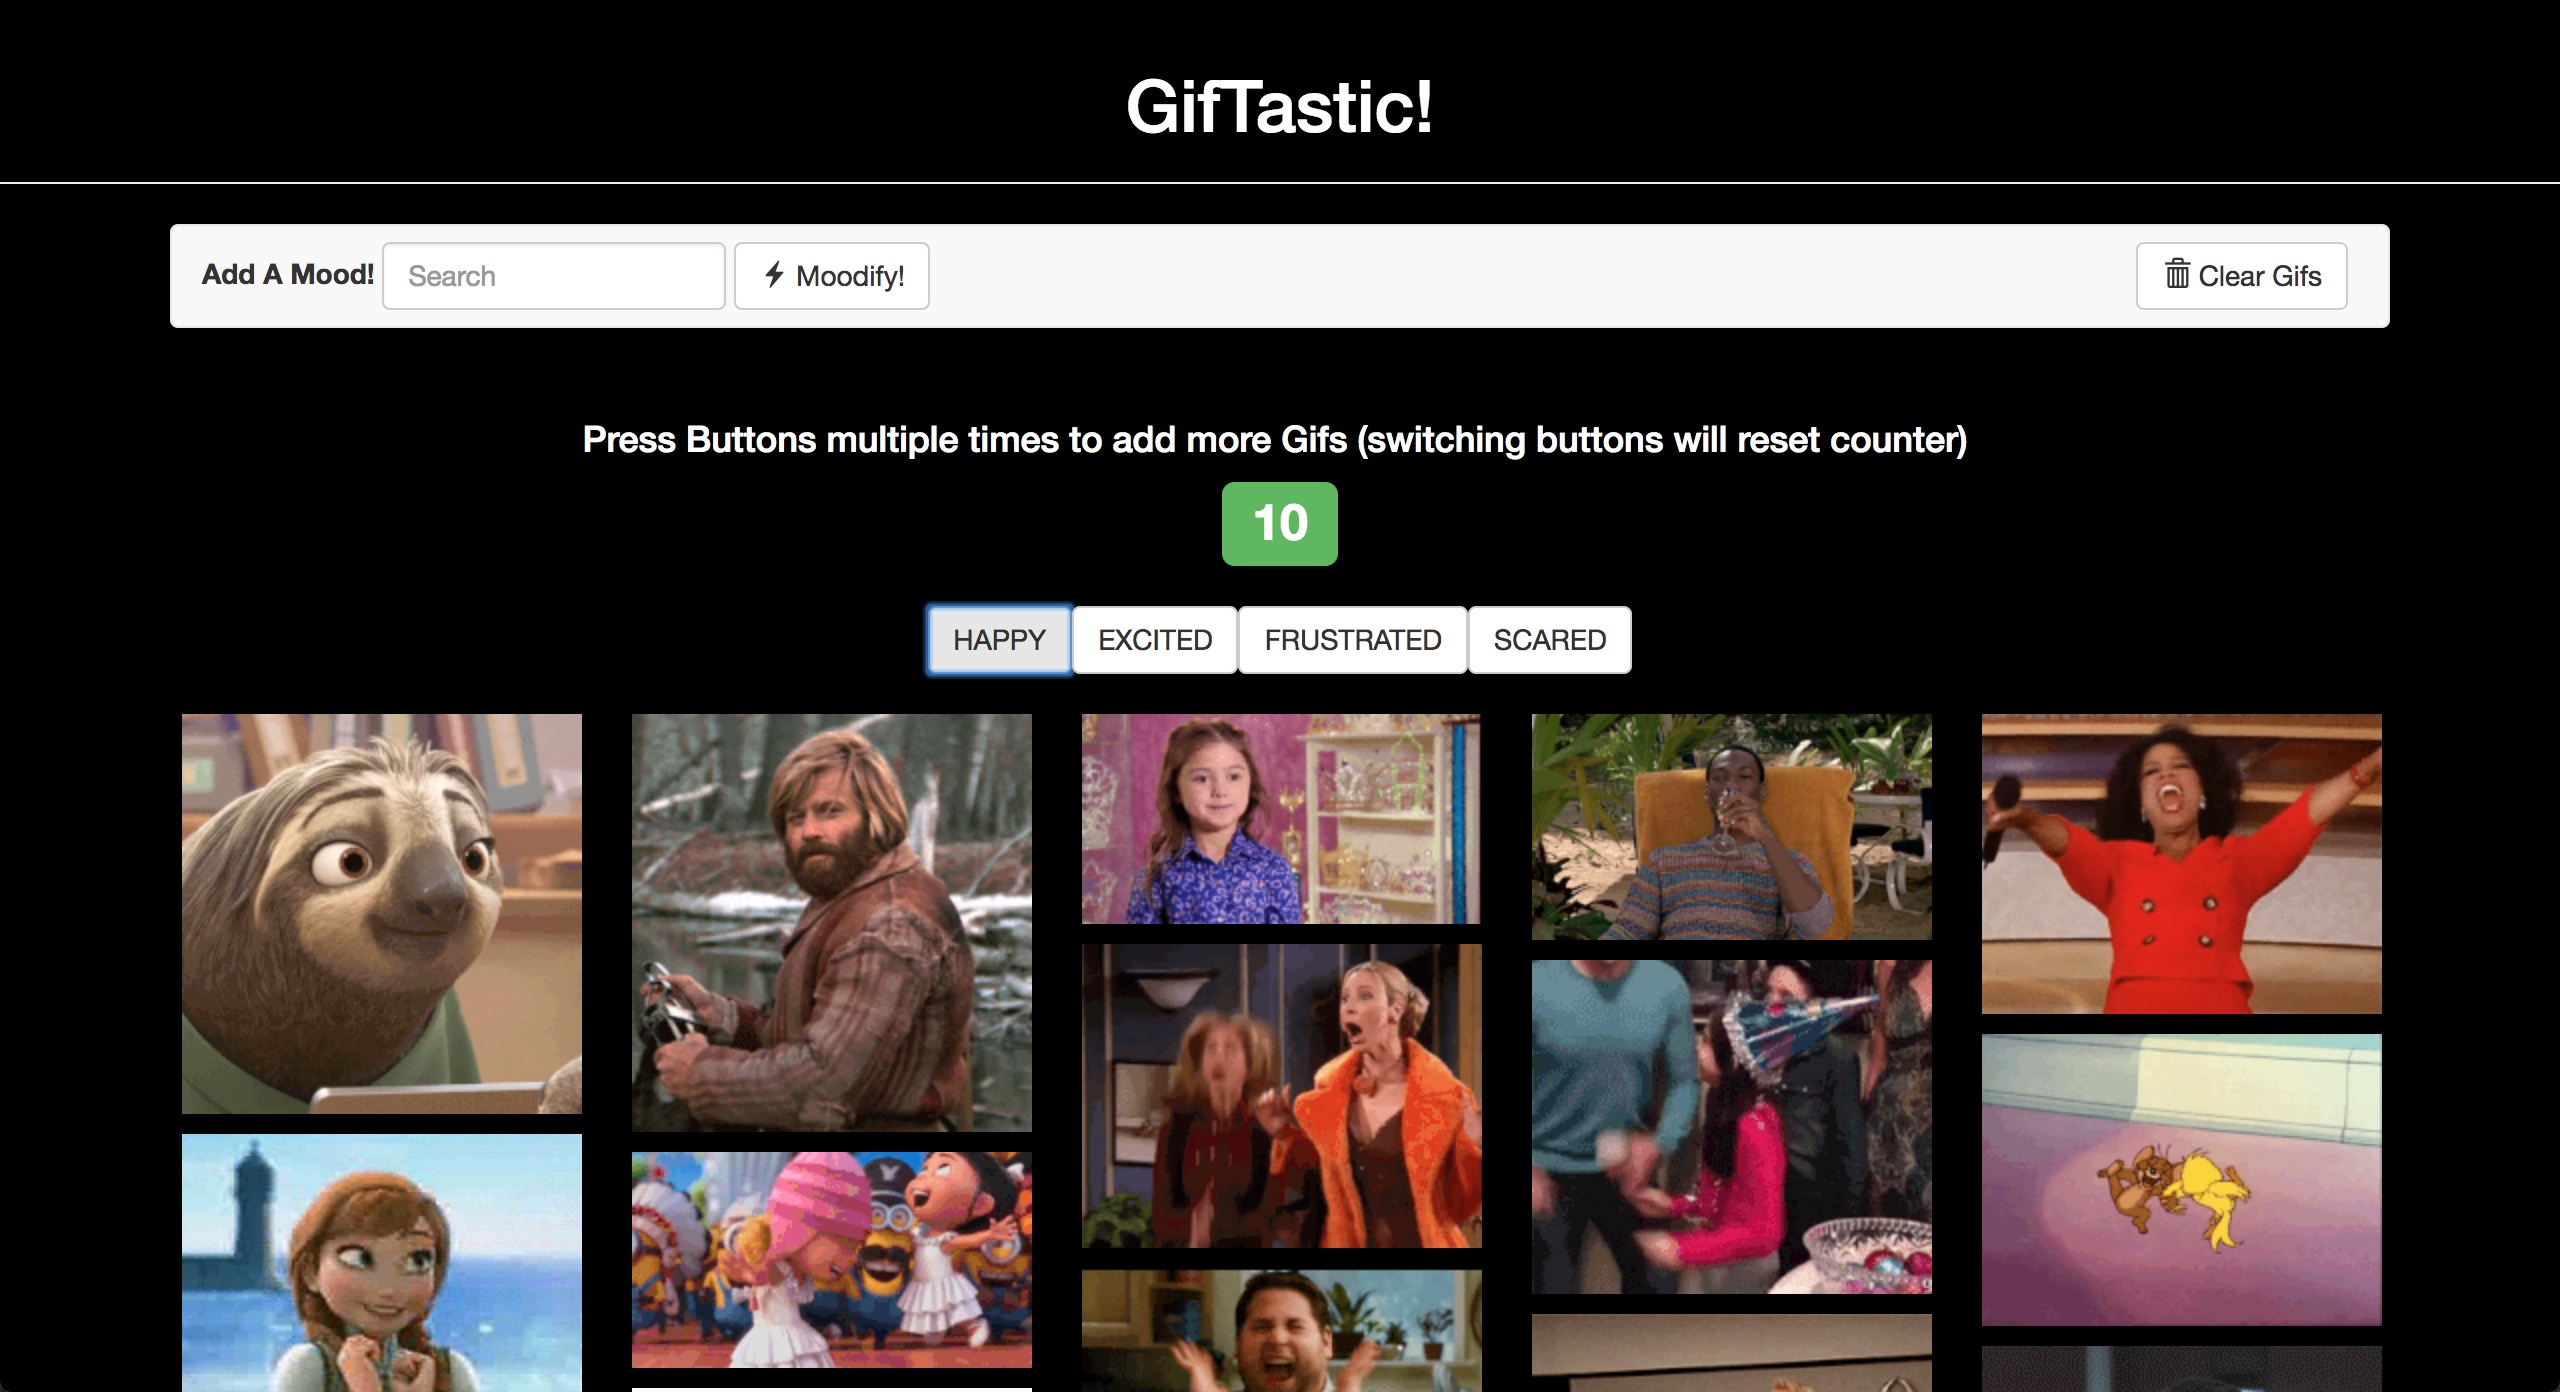 GifTastic!
Add A Mood! Search Moodify! Clear Gifs
Press Buttons multiple times to add more Gifs (switching buttons will reset counter)
10
HAPPY EXCITED FRUSTRATED SCARED